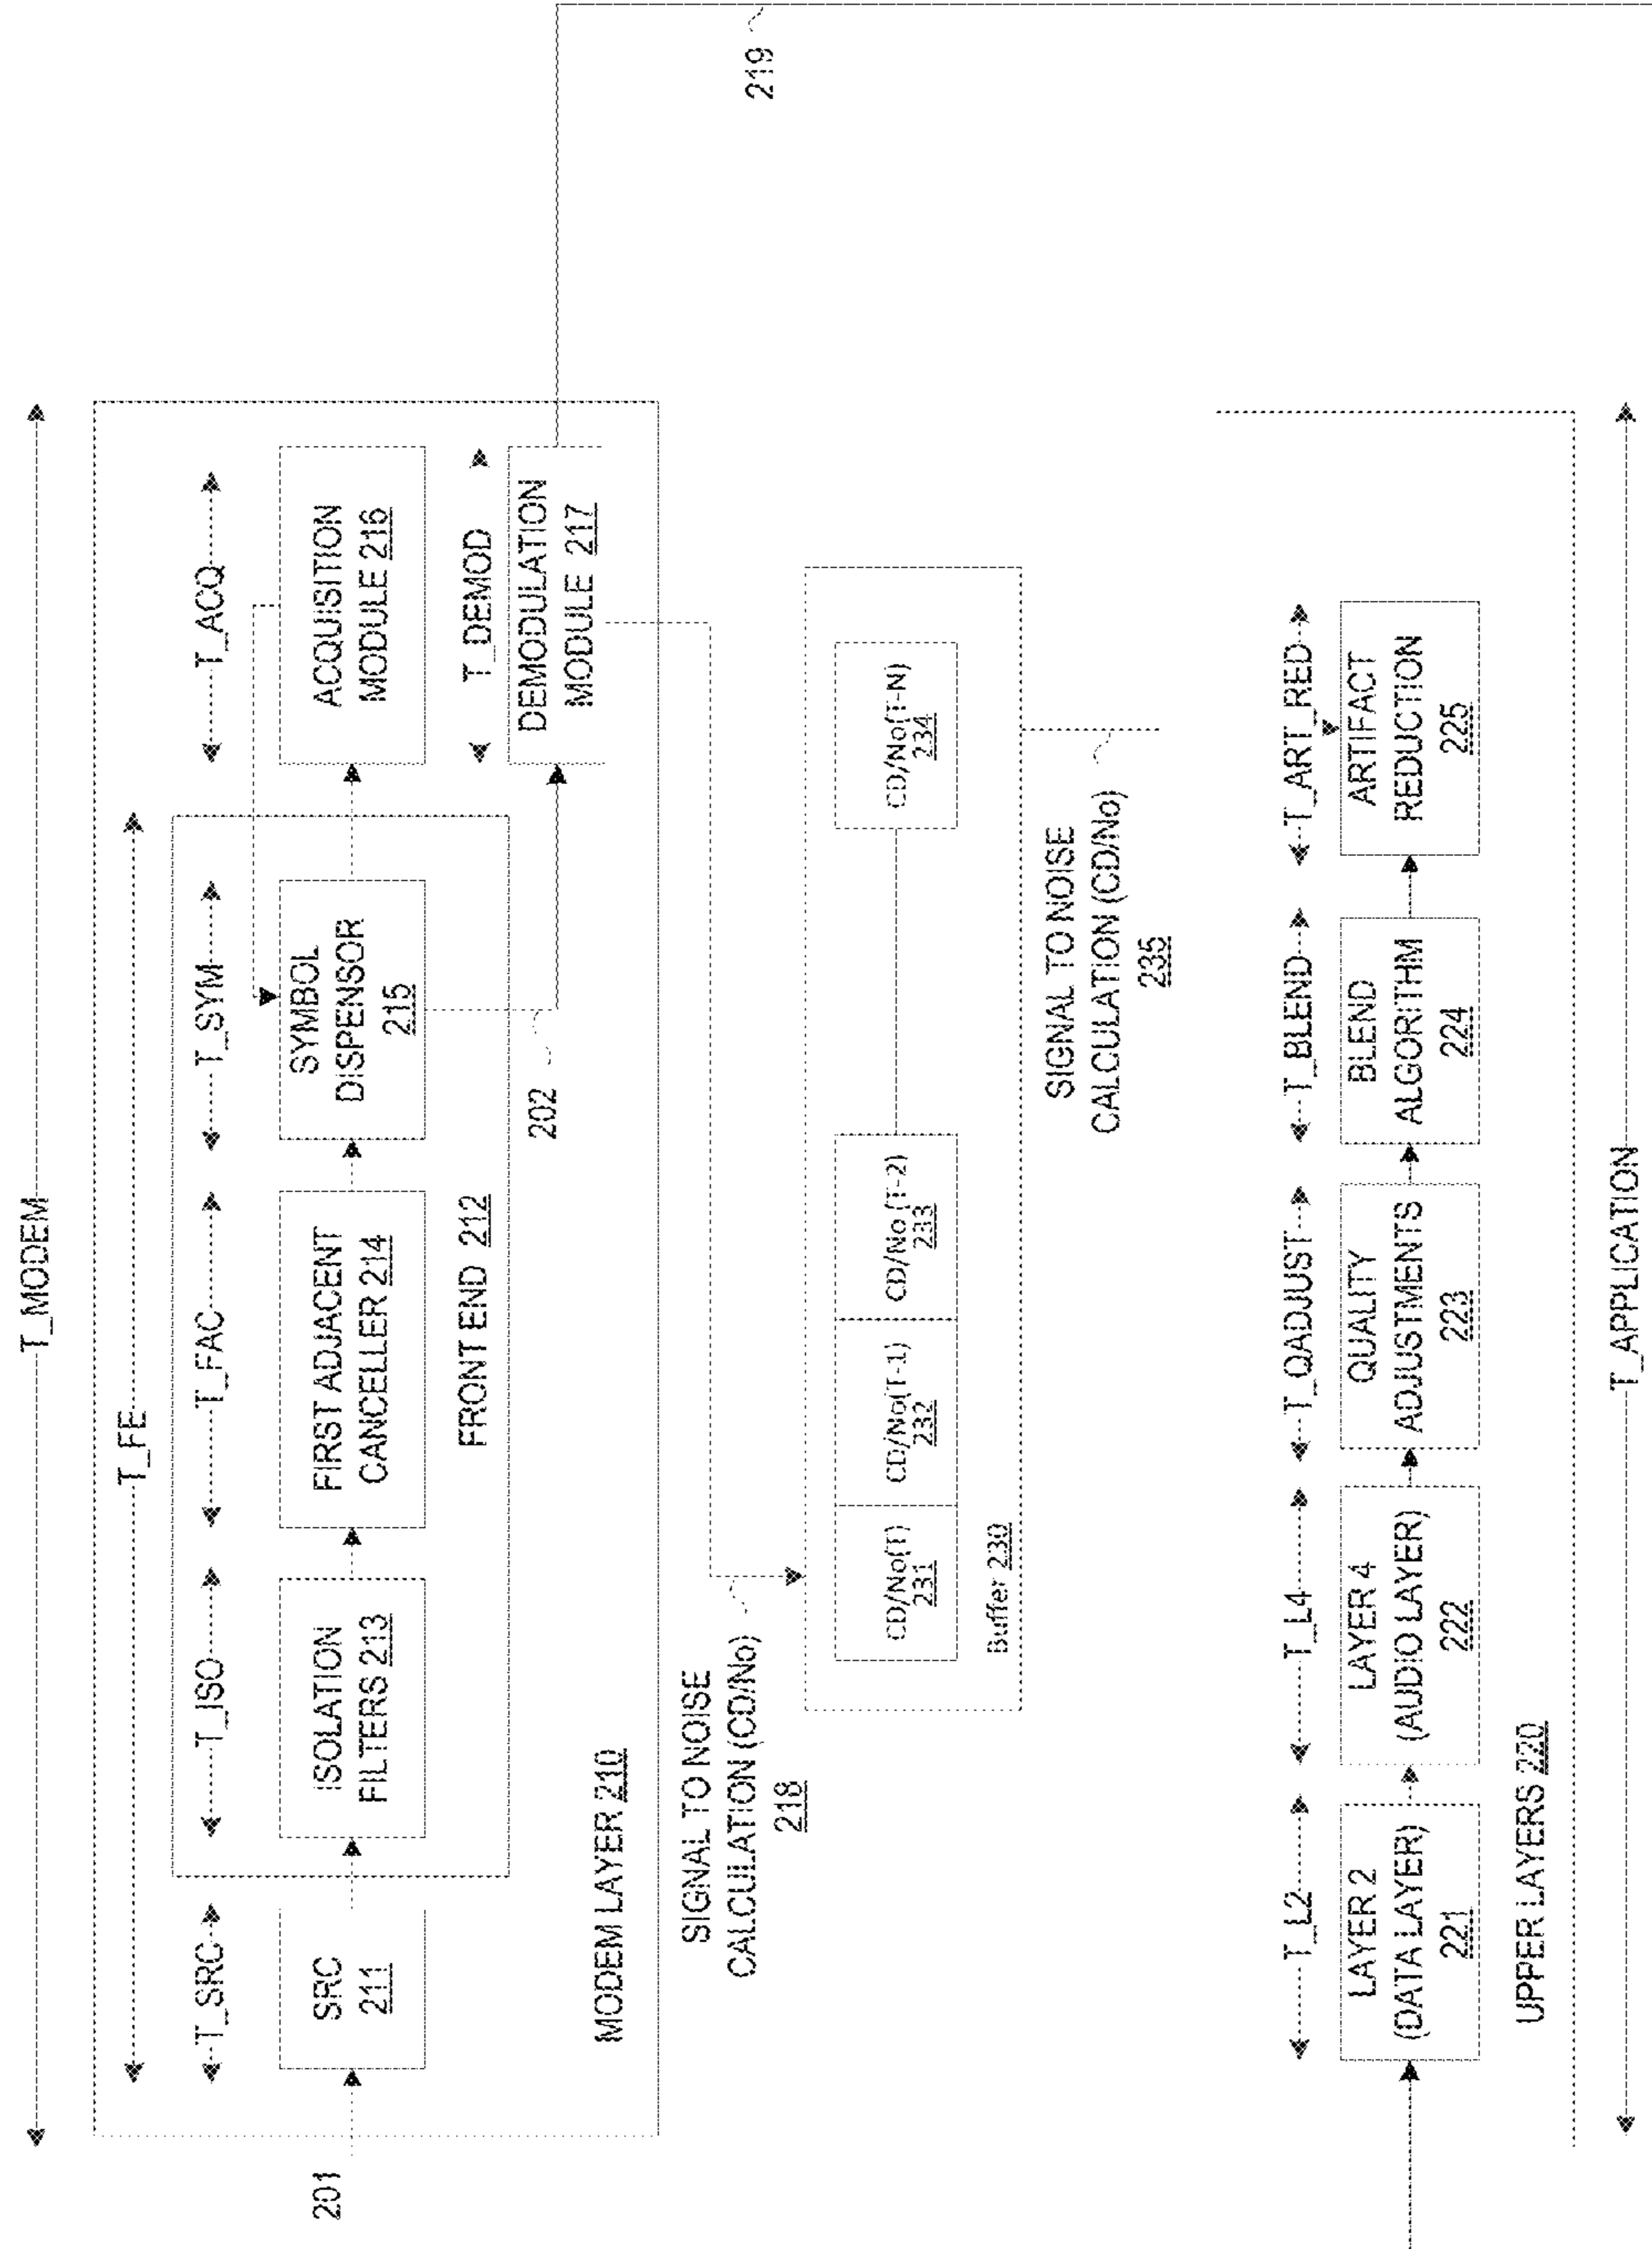 T_MODEM
T_FE
T_SRC
T_ISO
T_FAC
T_SYM
T_ACQ
201
SRC
211
ISOLATION
FILTERS 213
FIRST ADJACENT
CANCELLER 214
SYMBOL
DISPENSOR
215
ACQUISITION
MODULE 216
FRONT END 212
T_DEMOD
202
DEMODULATION
MODULE 217
MODEM LAYER 210
219
SIGNAL TO NOISE
CALCULATION (CD/No)
218
CD/No(T)
231
CD/No(T-1)
232
CD/No (T-2)
233
CD/No(T-N)
234
Buffer 230
SIGNAL TO NOISE
CALCULATION (CD/No)
235
T_L2
T_L4
T_QADJUST
T_BLEND
T_ART_RED
LAYER 2
(DATA LAYER)
221
LAYER 4
(AUDIO LAYER)
222
QUALITY
ADJUSTMENTS
223
BLEND
ALGORITHM
224
ARTIFACT
REDUCTION
225
UPPER LAYERS 220
T_APPLICATION